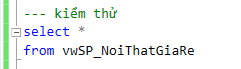 --- kiểm thử
select *
from vwSP_NoiThatGiaRe